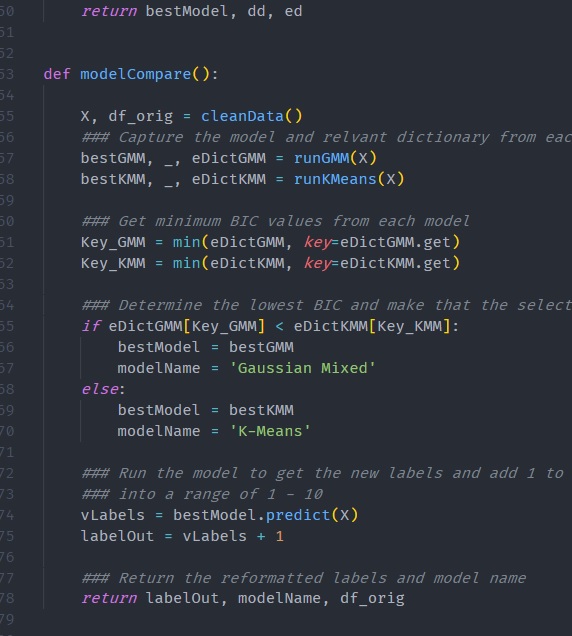 50 return bestModel, dd, ed
51
52
53 def modelCompare():
54
55 X, df_orig = cleanData()
56 ### Capture the model and relvant dictionary from eac
57 bestGMM, _, eDictGMM = runGMM(X)
58 bestKMM, _, eDictKMM = runKMeans(X)
59
60 ### Get minimum BIC values from each model
61 Key_GMM = min(eDictGMM, key=eDictGMM.get)
62 Key_KMM = min(eDictKMM, key=eDictKMM.get)
63
64 ### Determine the lowest BIC and make that the select
65 if eDictGMM[Key_GMM] < eDictKMM[Key_KMM]:
66 bestModel = bestGMM
67 modelName = 'Gaussian Mixed'
68 else:
69 bestModel = bestKMM
70 modelName = 'K-Means'
71
72 ### Run the model to get the new labels and add 1 to
73 ### into a range of 1 - 10
74 vLabels = bestModel.predict(X)
75 labelOut = vLabels + 1
76
77 ### Return the reformatted labels and model name
78 return labelOut, modelName, df_orig
79